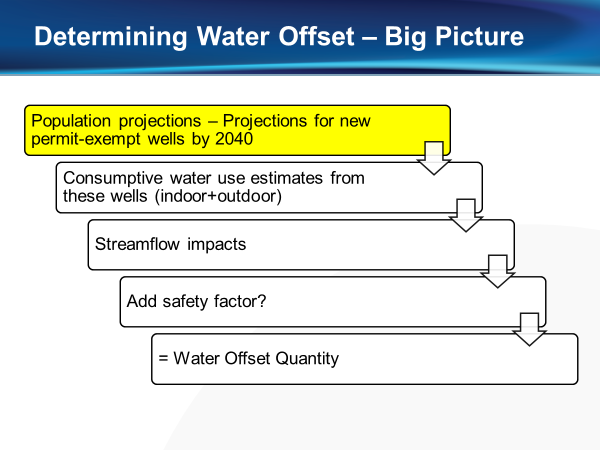 Determining Water Offset – Big Picture
Population projections – Projections for new
permit-exempt wells by 2040
Consumptive water use estimates from
these wells (indoor+outdoor)
Streamflow impacts
Add safety factor?
= Water Offset Quantity